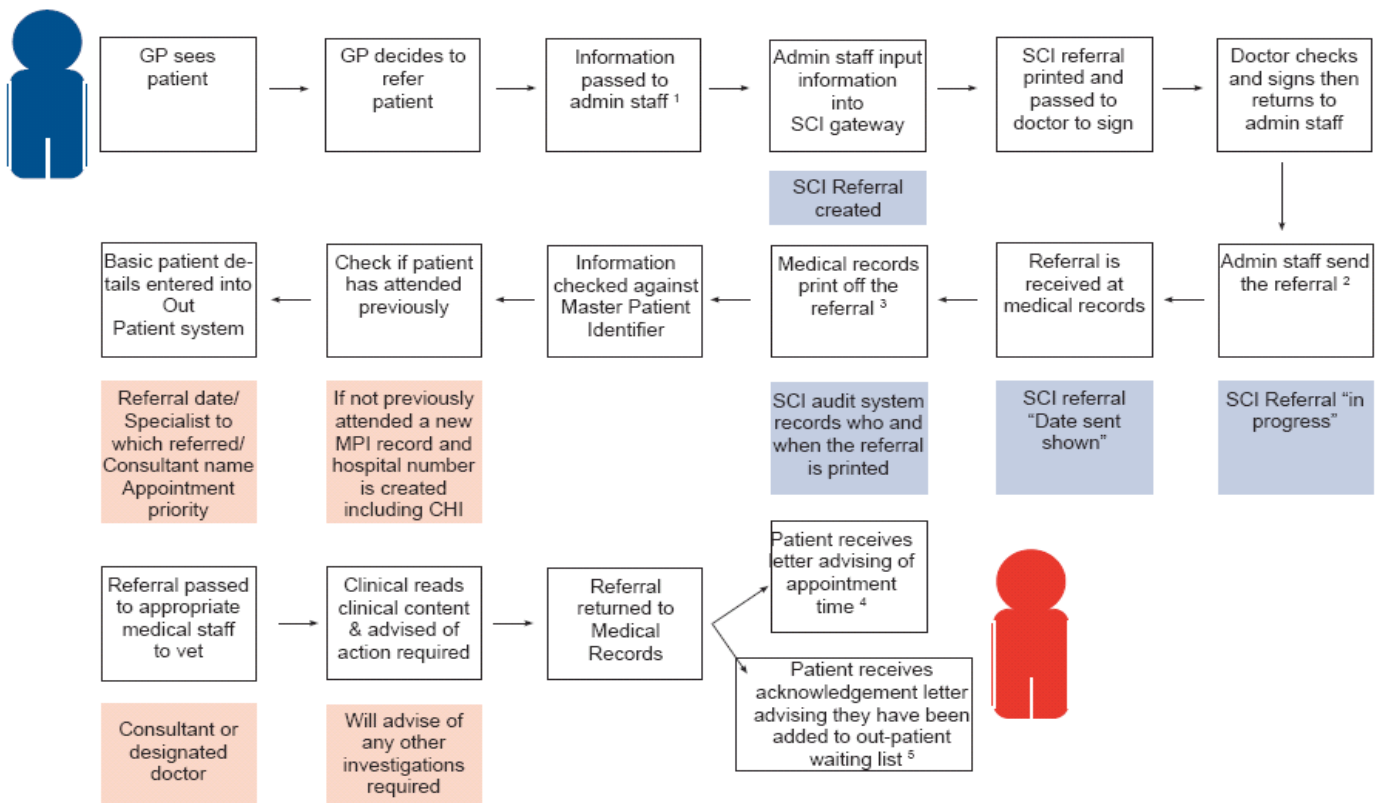 GP sees
patient
GP decides to
refer
patient
Information
passed to
admin staff ¹
Admin staff input
information
into
SCI gateway
SCI referral
printed and
passed to
doctor to sign
Doctor checks
and signs then
returns to
admin staff
SCI Referral
created
Admin staff send
the referral ²
Referral is
received at
medical records
Medical records
print off the
referral ³
Information
checked against
Master Patient
Identifier
Check if patient
has attended
previously
Basic patient de-
tails entered into
Out
Patient system
SCI Referral “in
progress”
SCI referral
“Date sent
shown”
SCI audit system
records who and
when the referral
is printed
If not previously
attended a new
MPI record and
hospital number
is created
including CHI
Referral date/
Specialist to
which referred/
Consultant name
Appointment
priority
Referral passed
to appropriate
medical staff
to vet
Clinical reads
clinical content
& advised of
action required
Referral
returned to
Medical
Records
Patient receives
letter advising of
appointment
time ⁴
Patient receives
acknowledgement letter
advising they have been
added to out-patient
waiting list ⁵
Consultant or
designated
doctor
Will advise of
any other
investigations
required